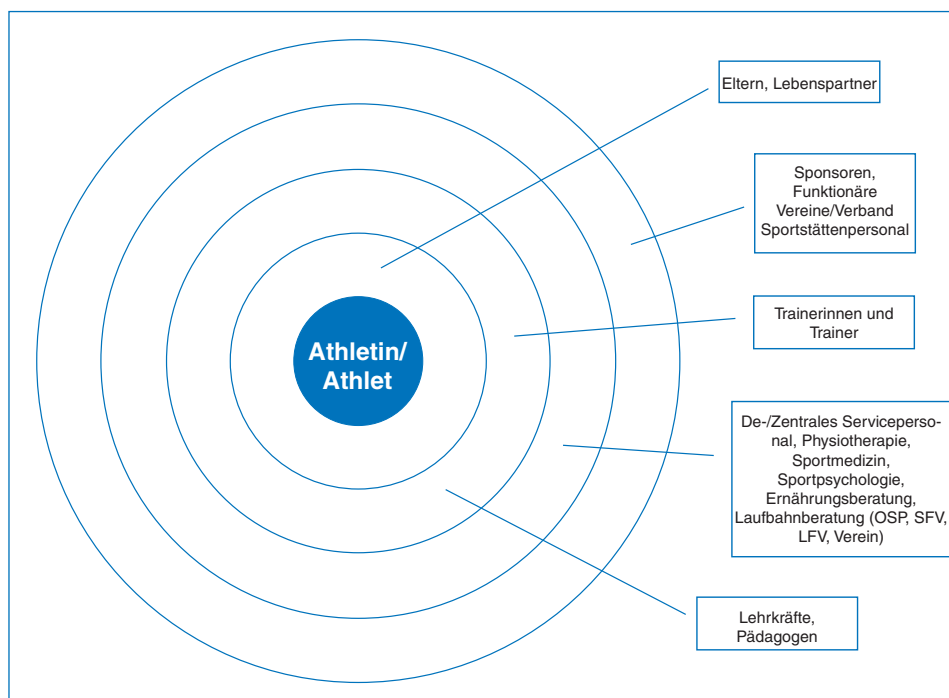 Eltern, Lebenspartner
Sponsoren,
Funktionäre
Vereine/Verband
Sportstättenpersonal
Trainerinnen und
Trainer
Athletin/
Athlet
De-/Zentrales Serviceperso-
nal, Physiotherapie,
Sportmedizin,
Sportpsychologie,
Ernährungsberatung,
Laufbahnberatung (OSP, SFV,
LFV, Verein)
Lehrkräfte,
Pädagogen